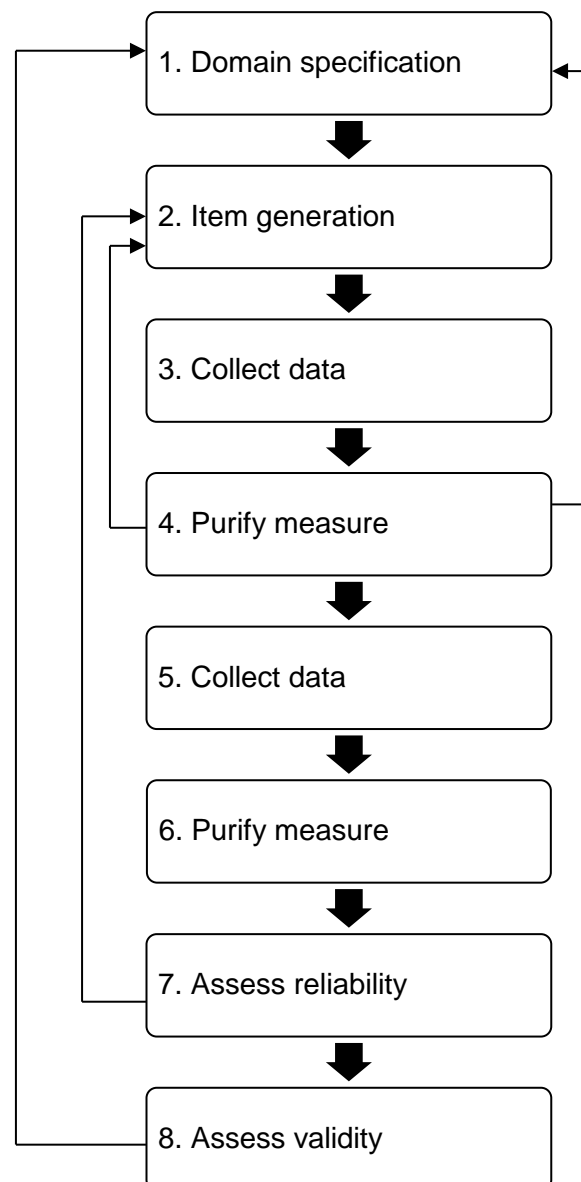 1. Domain specification
2. Item generation
3. Collect data
4. Purify measure
5. Collect data
6. Purify measure
7. Assess reliability
8. Assess validity